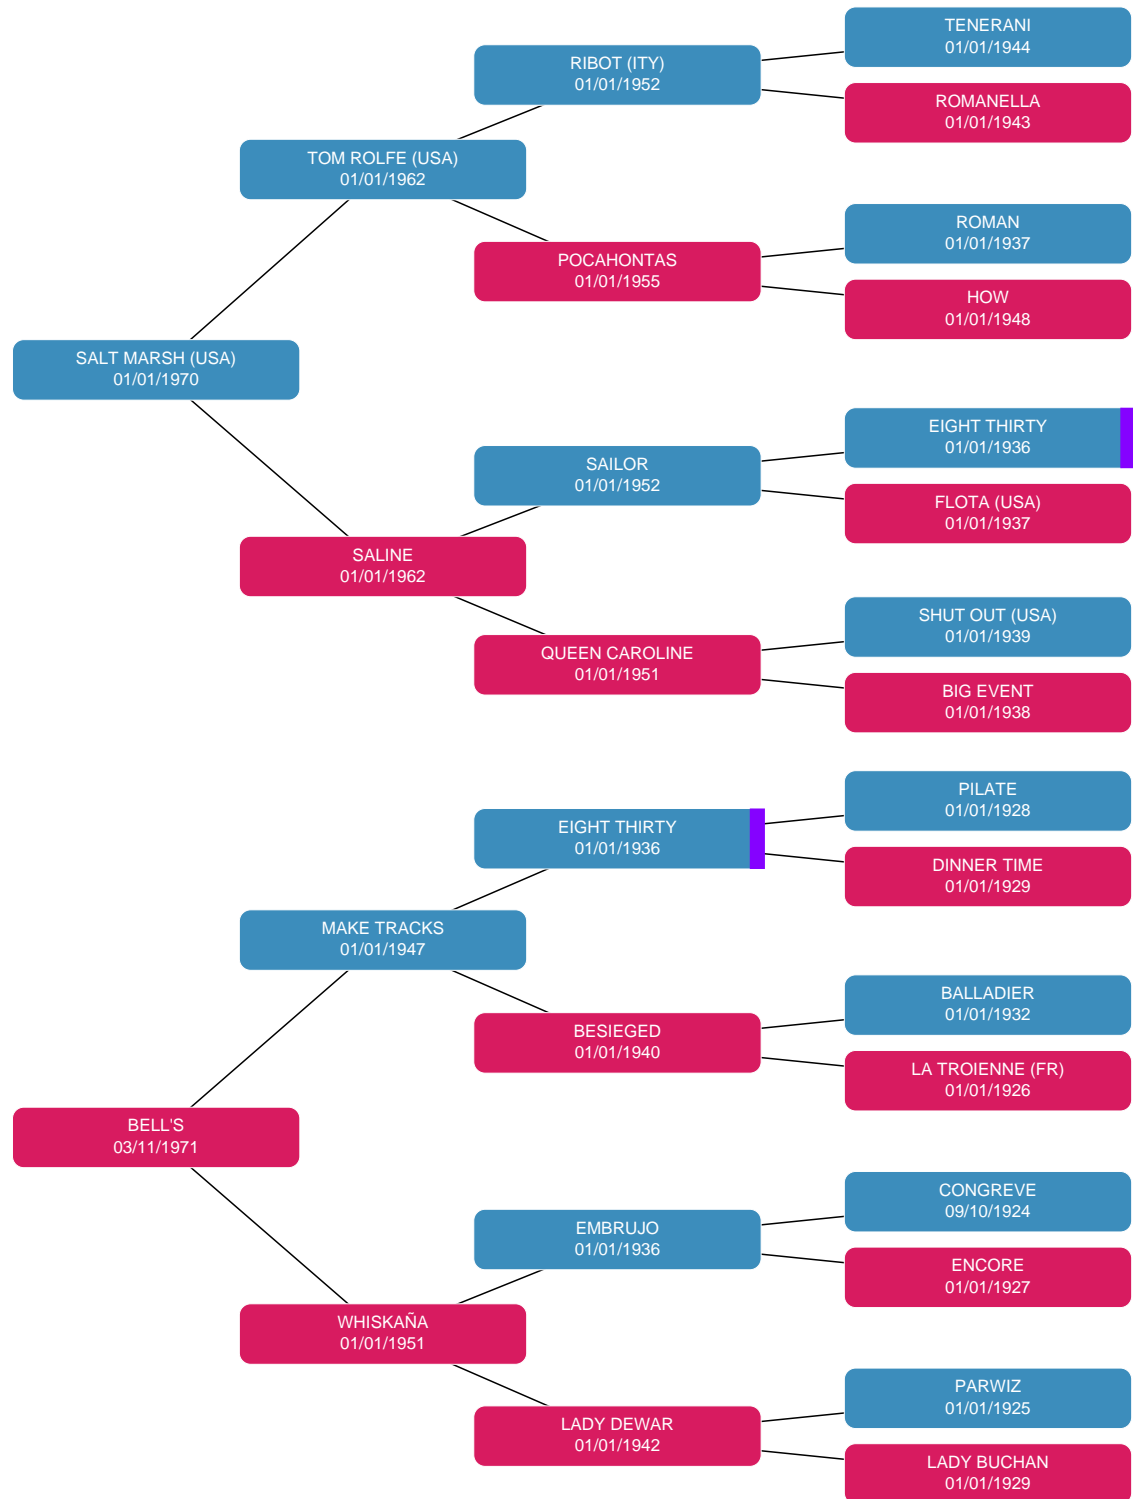 TENERANI
01/01/1944
RIBOT (ITY)
01/01/1952
ROMANELLA
01/01/1943
TOM ROLFE (USA)
01/01/1962
ROMAN
01/01/1937
POCAHONTAS
01/01/1955
HOW
01/01/1948
SALT MARSH (USA)
01/01/1970
EIGHT THIRTY
01/01/1936
SAILOR
01/01/1952
FLOTA (USA)
01/01/1937
SALINE
01/01/1962
SHUT OUT (USA)
01/01/1939
QUEEN CAROLINE
01/01/1951
BIG EVENT
01/01/1938
PILATE
01/01/1928
EIGHT THIRTY
01/01/1936
DINNER TIME
01/01/1929
MAKE TRACKS
01/01/1947
BALLADIER
01/01/1932
BESIEGED
01/01/1940
LA TROIENNE (FR)
01/01/1926
BELL'S
03/11/1971
CONGREVE
09/10/1924
EMBRUJO
01/01/1936
ENCORE
01/01/1927
WHISKAÑA
01/01/1951
PARWIZ
01/01/1925
LADY DEWAR
01/01/1942
LADY BUCHAN
01/01/1929